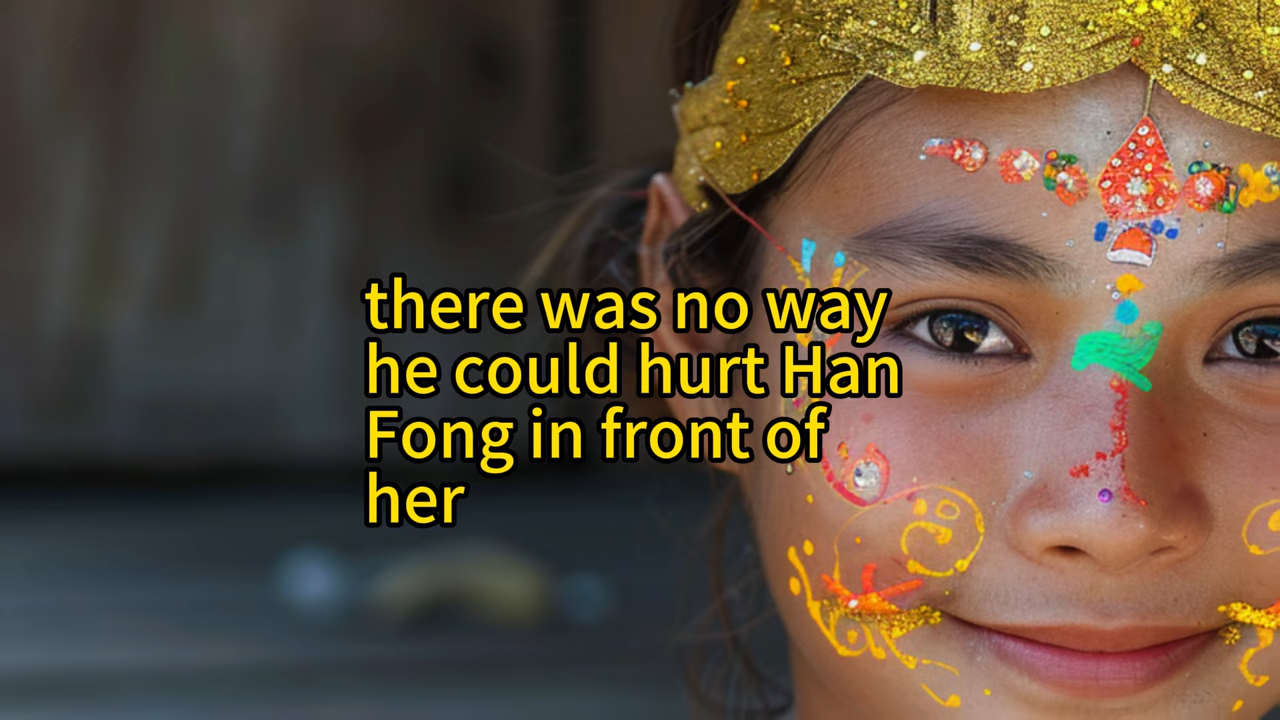 there was no way
he could hurt Han
Fong in front of
her